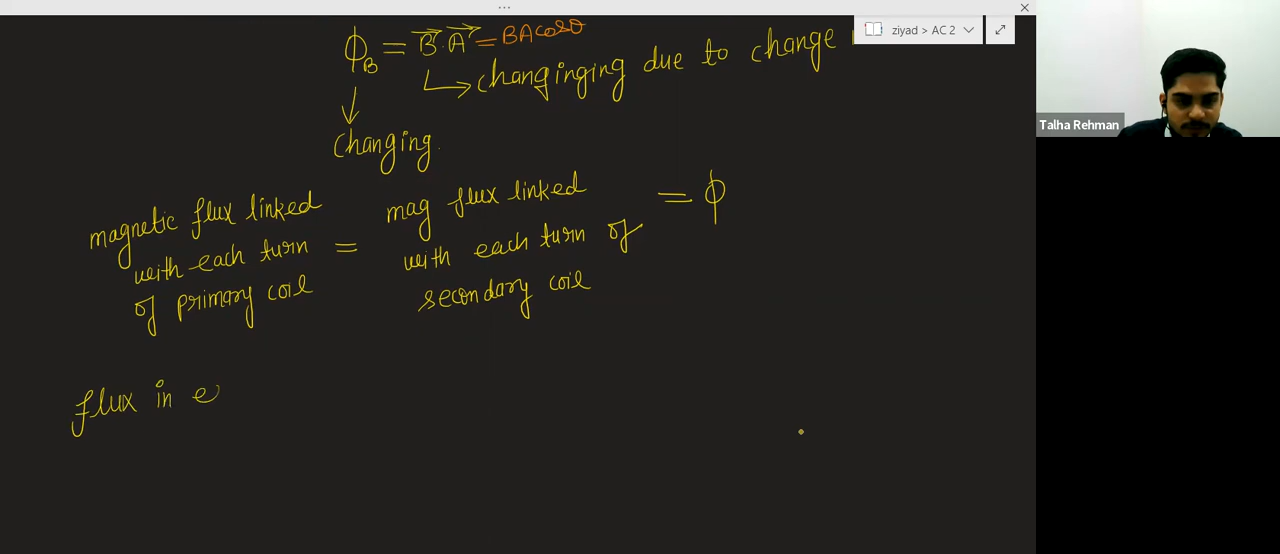 ziyad > AC 2
ϕ_B = B⃗.A⃗ = BAcosθ
changinging due to change
changing.
magnetic flux linked with each turn of primary coil = mag flux linked with each turn of secondary coil = ϕ
flux in e
Talha Rehman